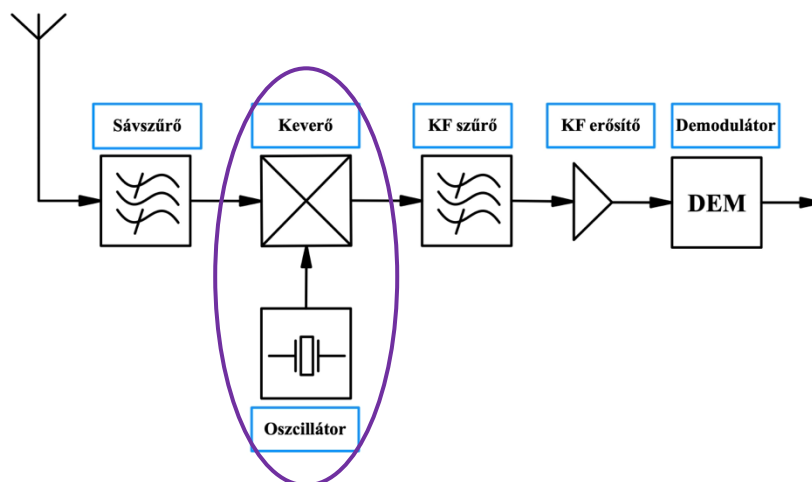 Sávszűrő
Keverő
KF szűrő
KF erősítő
Demodulátor
DEM
Oszcillátor